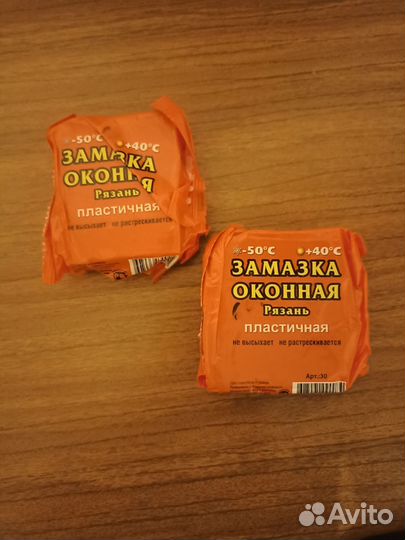 -50°С +40°С
ЗАМАЗКА
ОКОННАЯ
Рязань
пластичная
не высыхает не растрескивается
-50°С +40°С
ЗАМАЗКА
ОКОННАЯ
Рязань
пластичная
не высыхает не растрескивается
Арт.:30
Avito